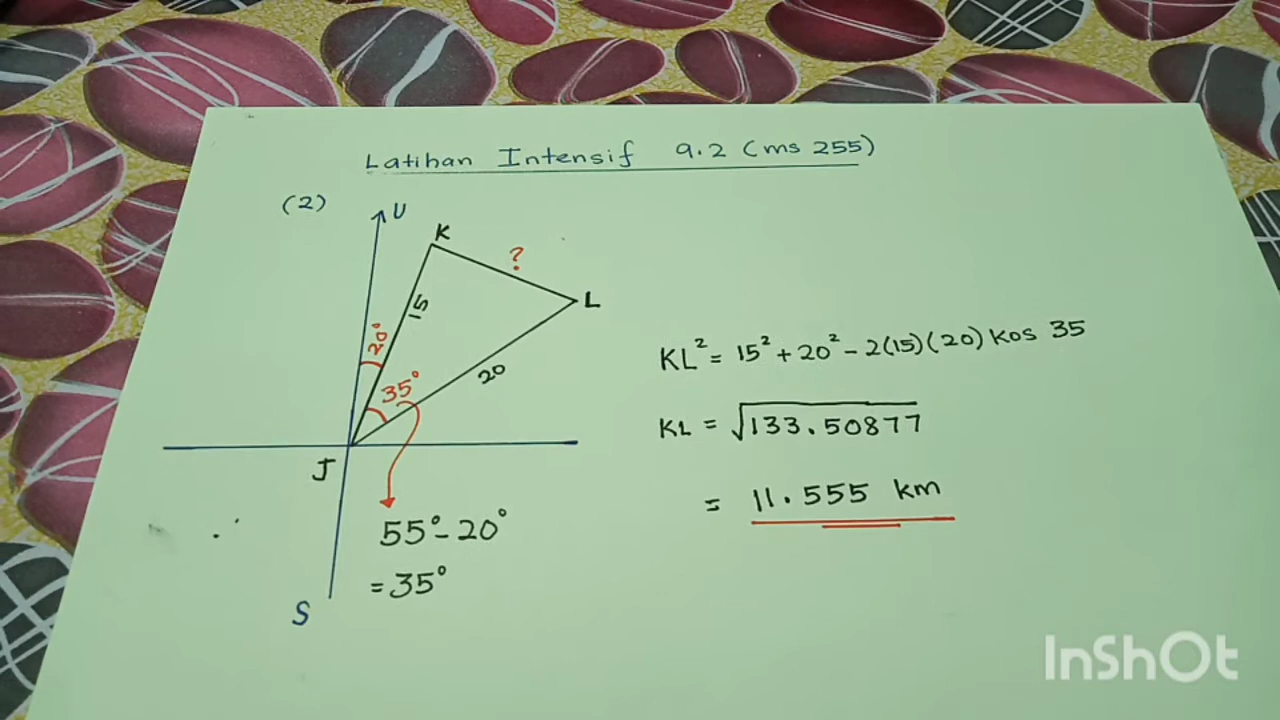 Latihan Intensif 9.2 (ms 255)
(2)
U
K
?
L
15
20°
35°
20
J
55° - 20°
= 35°
S
KL² = 15² + 20² - 2(15)(20) kos 35
KL = √133.50877
= 11.555 km
InShOt